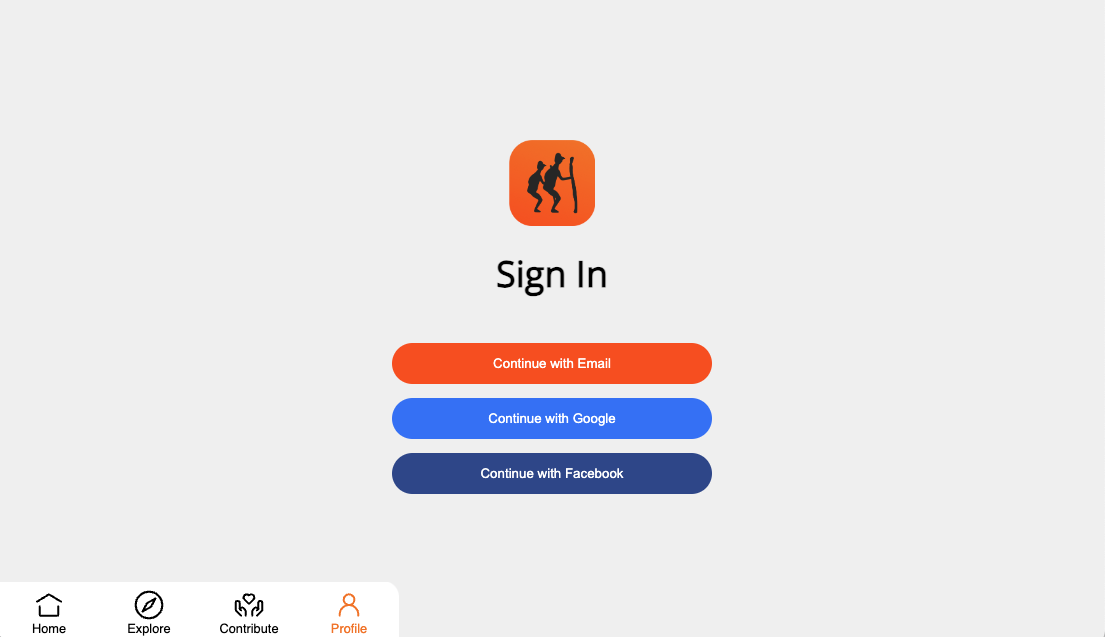 Sign In
Continue with Email
Continue with Google
Continue with Facebook
Home
Explore
Contribute
Profile